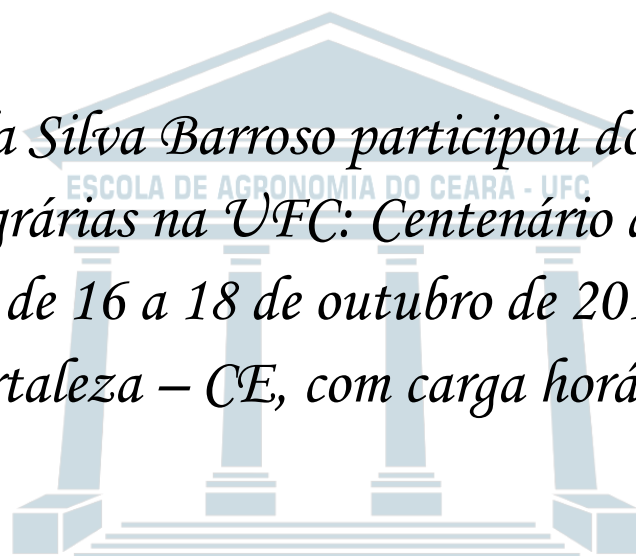 a Silva Barroso participou do
ESCOLA DE AGRONOMIA DO CEARÁ - UFC
grárias na UFC: Centenário
de 16 a 18 de outubro de 201
rtaleza – CE, com carga horá